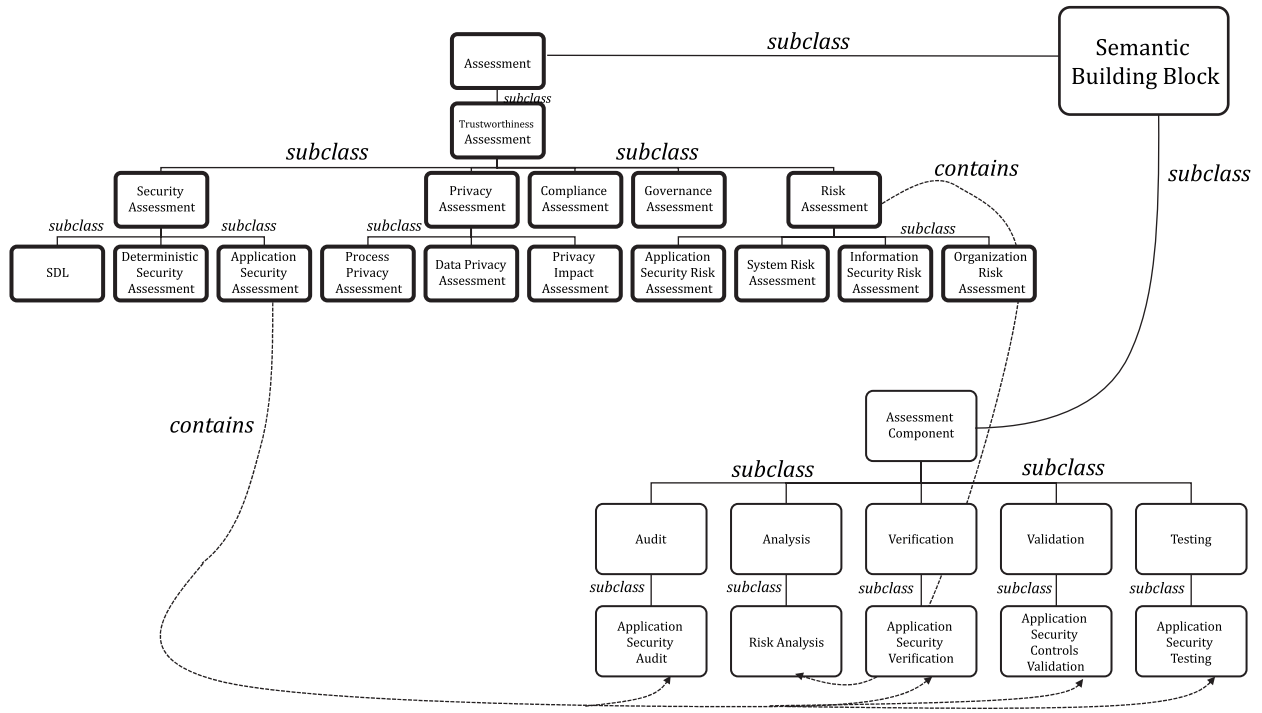 subclass
Semantic
Building Block
Assessment
subclass
Trustworthiness
Assessment
subclass
subclass
contains
subclass
Security
Assessment
Privacy
Assessment
Compliance
Assessment
Governance
Assessment
Risk
Assessment
subclass
subclass
subclass
subclass
SDL
Deterministic
Security
Assessment
Application
Security
Assessment
Process
Privacy
Assessment
Data Privacy
Assessment
Privacy
Impact
Assessment
Application
Security Risk
Assessment
System Risk
Assessment
Information
Security Risk
Assessment
Organization
Risk
Assessment
contains
Assessment
Component
subclass
subclass
Audit
Analysis
Verification
Validation
Testing
subclass
subclass
subclass
subclass
subclass
Application
Security
Audit
Risk Analysis
Application
Security
Verification
Application
Security
Controls
Validation
Application
Security
Testing